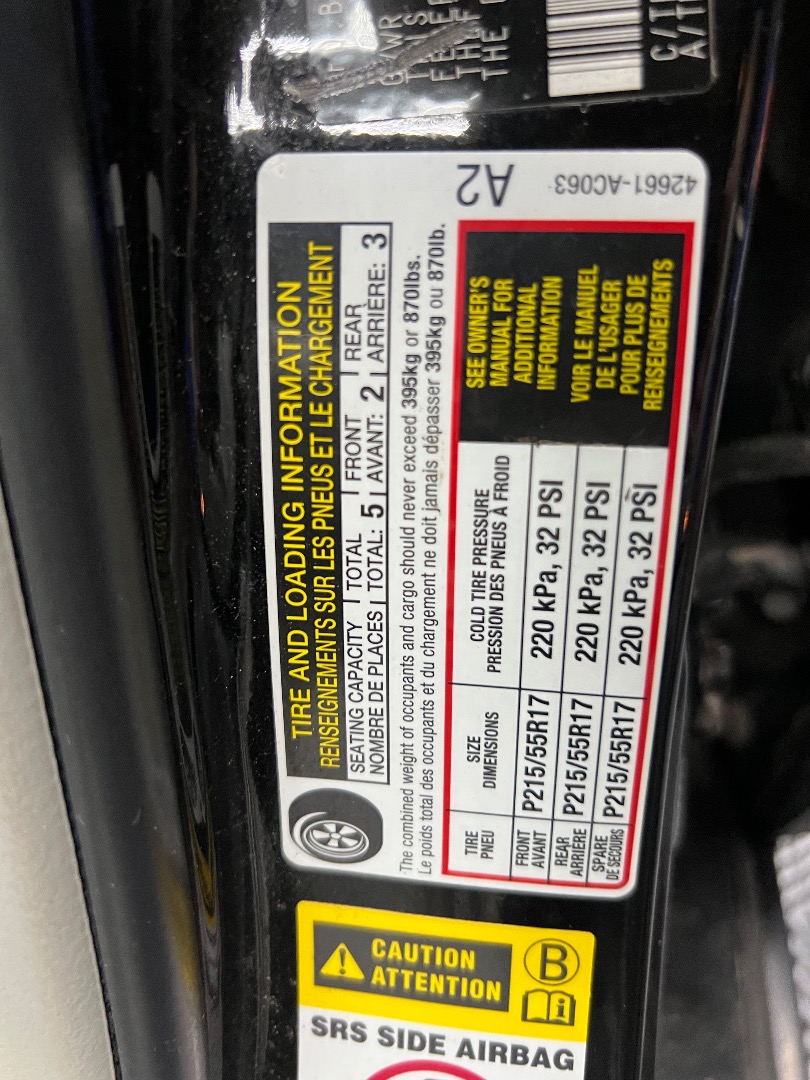 TIRE AND LOADING INFORMATION
RENSEIGNEMENTS SUR LES PNEUS ET LE CHARGEMENT
SEATING CAPACITY TOTAL FRONT REAR
NOMBRE DE PLACES TOTAL: 5 AVANT: 2 ARRIÈRE: 3
The combined weight of occupants and cargo should never exceed 395kg or 870lbs.
Le poids total des occupants et du chargement ne doit jamais dépasser 395kg ou 870lb.
TIRE SIZE COLD TIRE PRESSURE
PNEU DIMENSIONS PRESSION DES PNEUS À FROID
FRONT
AVANT P215/55R17 220 kPa, 32 PSI
REAR
ARRIÈRE P215/55R17 220 kPa, 32 PSI
SPARE
DE SECOURS P215/55R17 220 kPa, 32 PSI
SEE OWNER'S
MANUAL FOR
ADDITIONAL
INFORMATION
VOIR LE MANUEL
DE L'USAGER
POUR PLUS DE
RENSEIGNEMENTS
A2
42661-AC063
CAUTION
ATTENTION
B
i
SRS SIDE AIRBAG
THE
C/T
A/T